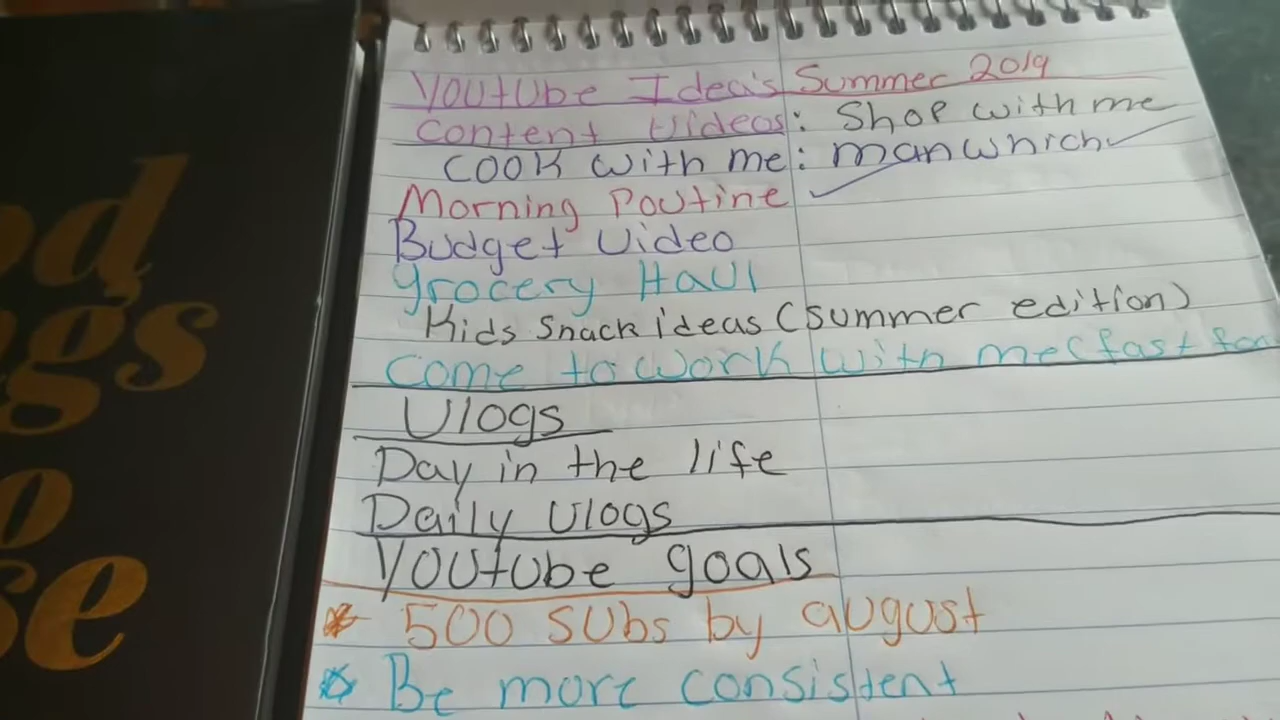 YouTube Idea's Summer 2019
Content Videos: Shop with me
COOK with me: manwhich
Morning Routine
Budget Video
Grocery Haul
Kids Snack ideas (summer edition)
Come to work with me (fast foo
Vlogs
Day in the life
Daily Vlogs
YouTube goals
500 subs by august
Be more consistent